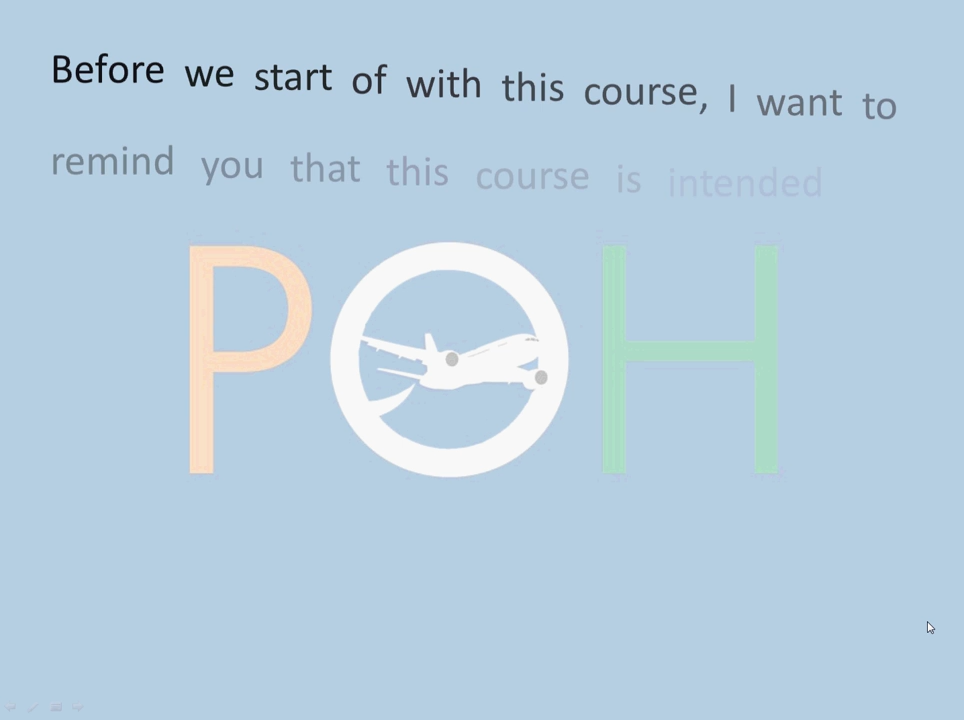 Before we start of with this course, I want to
remind you that this course is intended
POH